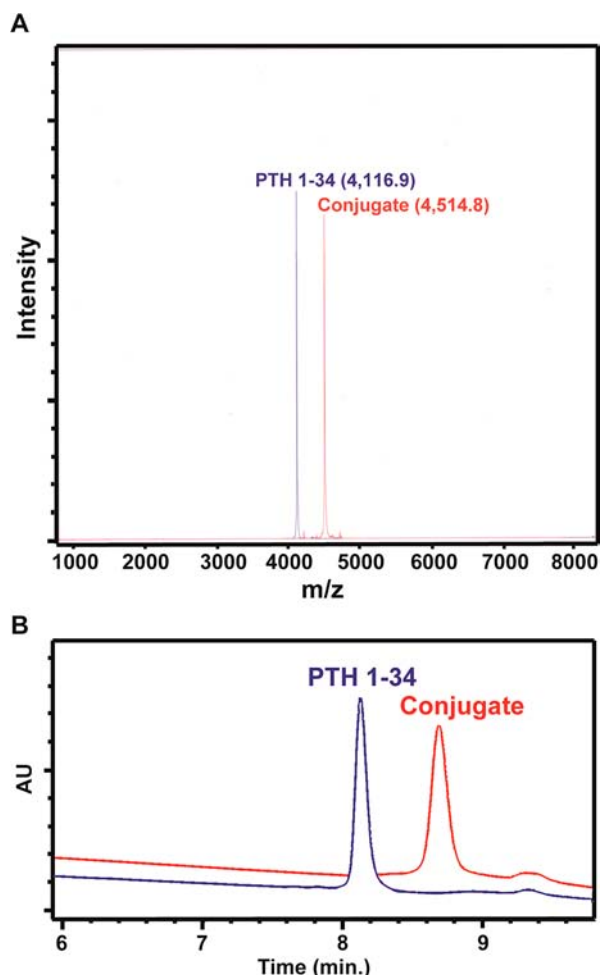 A
PTH 1-34 (4,116.9)
Conjugate (4,514.8)
Intensity
1000 2000 3000 4000 5000 6000 7000 8000
m/z
B
PTH 1-34
Conjugate
AU
6 7 8 9
Time (min.)